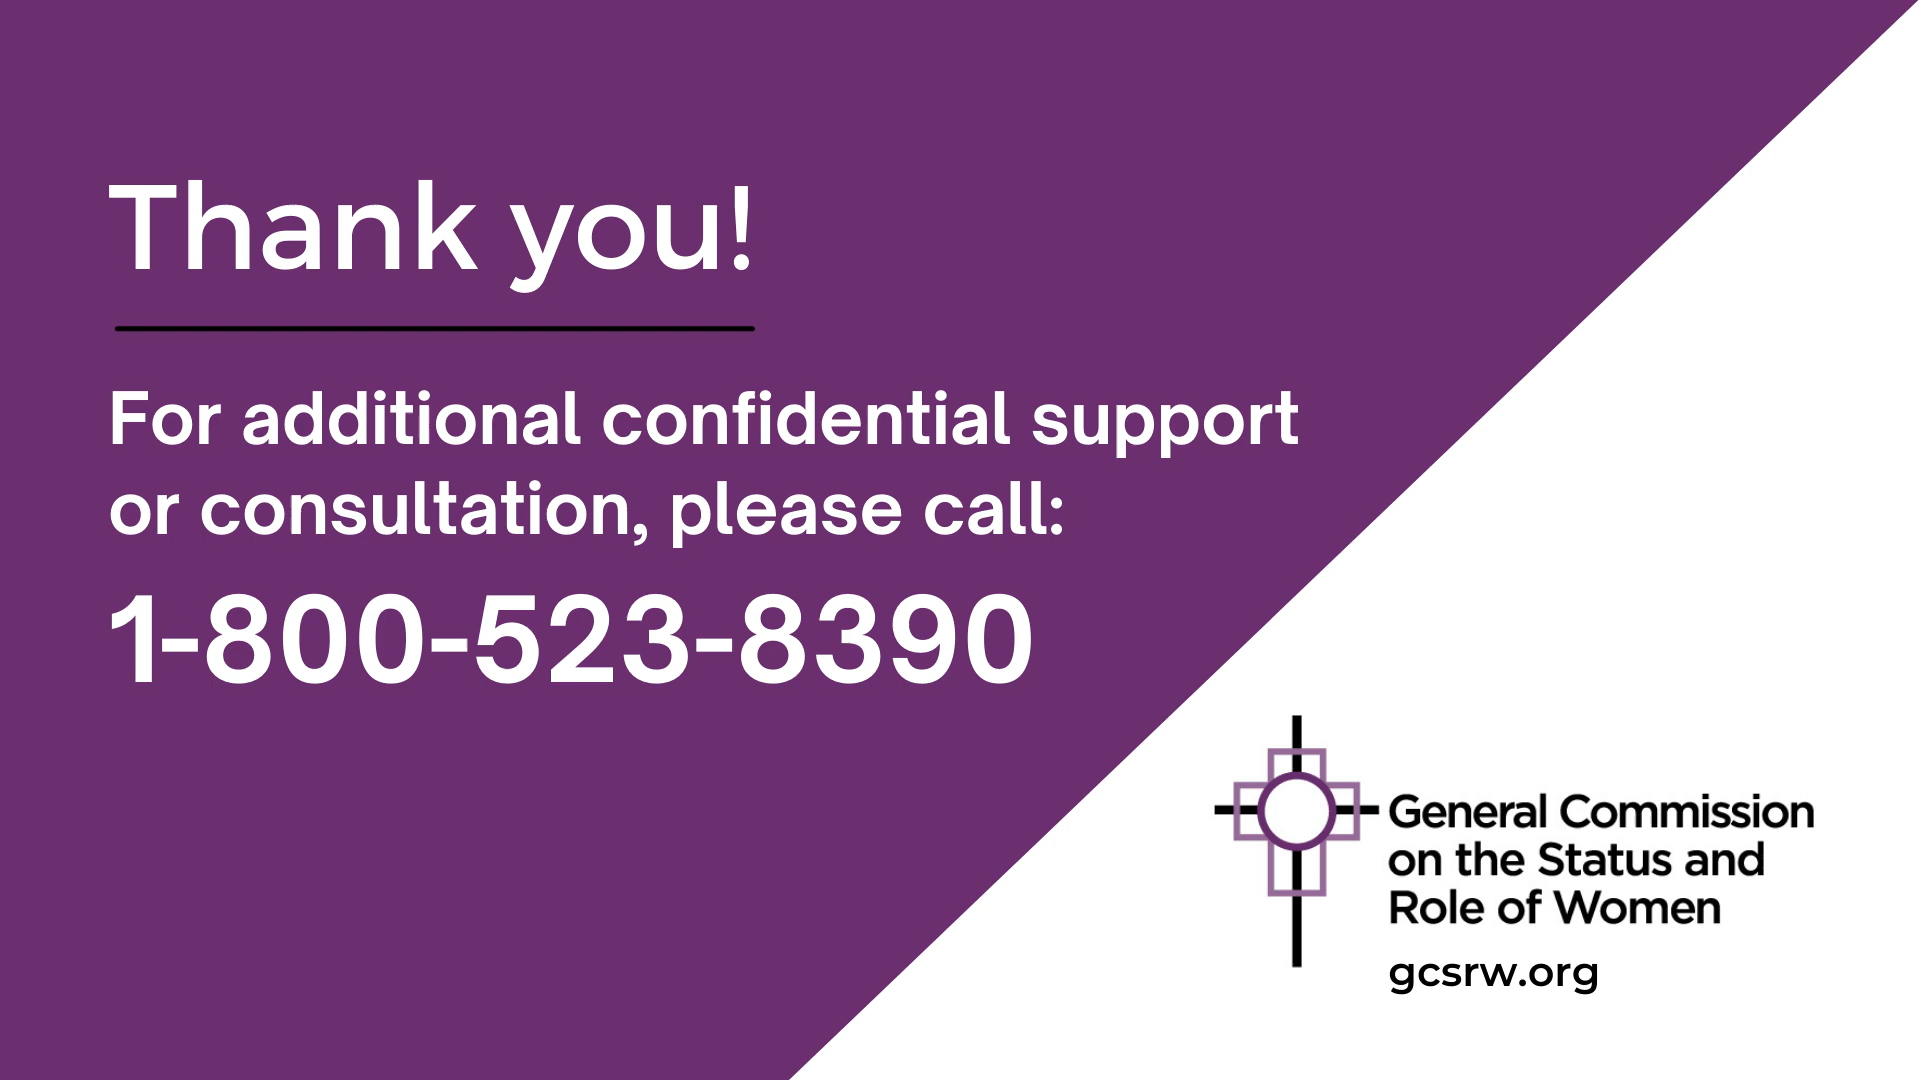 Thank you!
For additional confidential support
or consultation, please call:
1-800-523-8390
General Commission
on the Status and
Role of Women
gcsrw.org